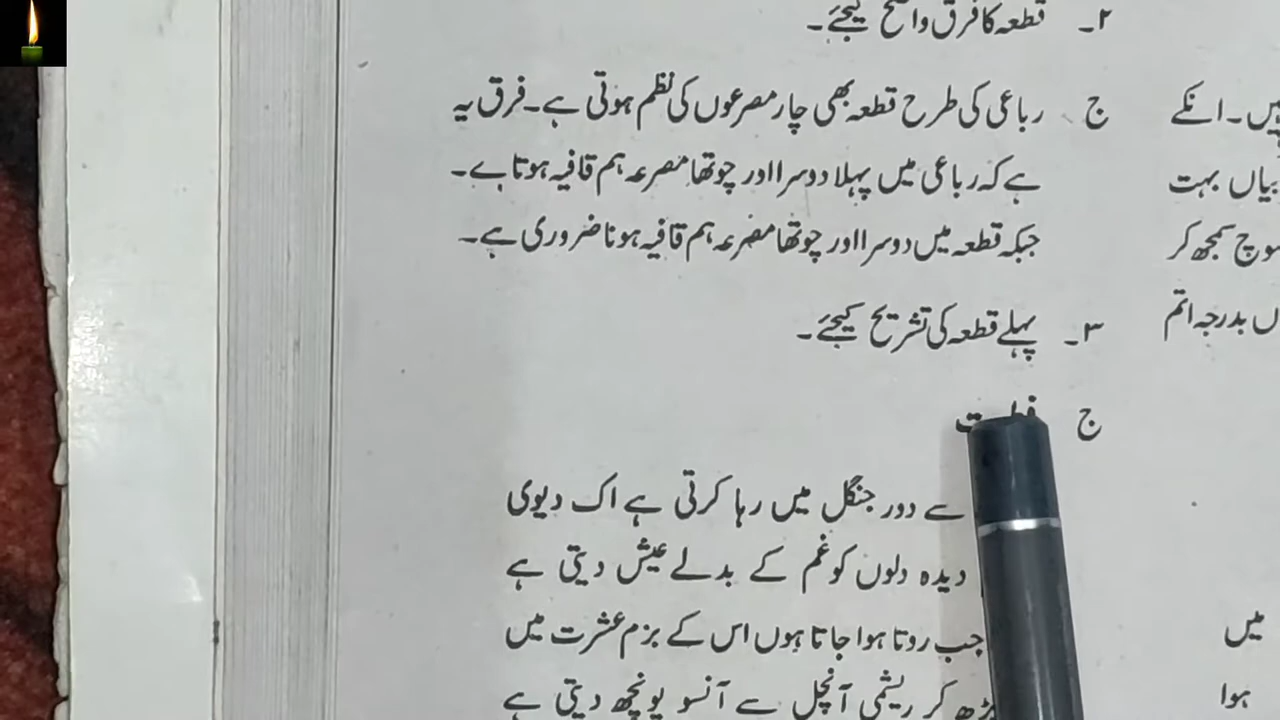 ۲۔ قطعہ کا فرق واضح کیجئے۔
ج رباعی کی طرح قطعہ بھی چار مصرعوں کی نظم ہوتی ہے۔ فرق یہ
ہے کہ رباعی میں پہلا دوسرا اور چوتھا مصرعہ ہم قافیہ ہوتا ہے۔
جبکہ قطعہ میں دوسرا اور چوتھا مصرعہ ہم قافیہ ہونا ضروری ہے۔
۳۔ پہلے قطعہ کی تشریح کیجئے۔
ج
سے دور جنگل میں رہا کرتی ہے اک دیوی
دیدہ دلوں کو غم کے بدلے عیش دیتی ہے
جب روتا ہوا جاتا ہوں اس کے بزم عشرت میں
کر ریشمی آنچل سے آنسو پونچھ دیتی ہے
ہیں۔ انکے
بہت
سوچ سمجھ کر
بدرجہ اتم
میں
ہوا